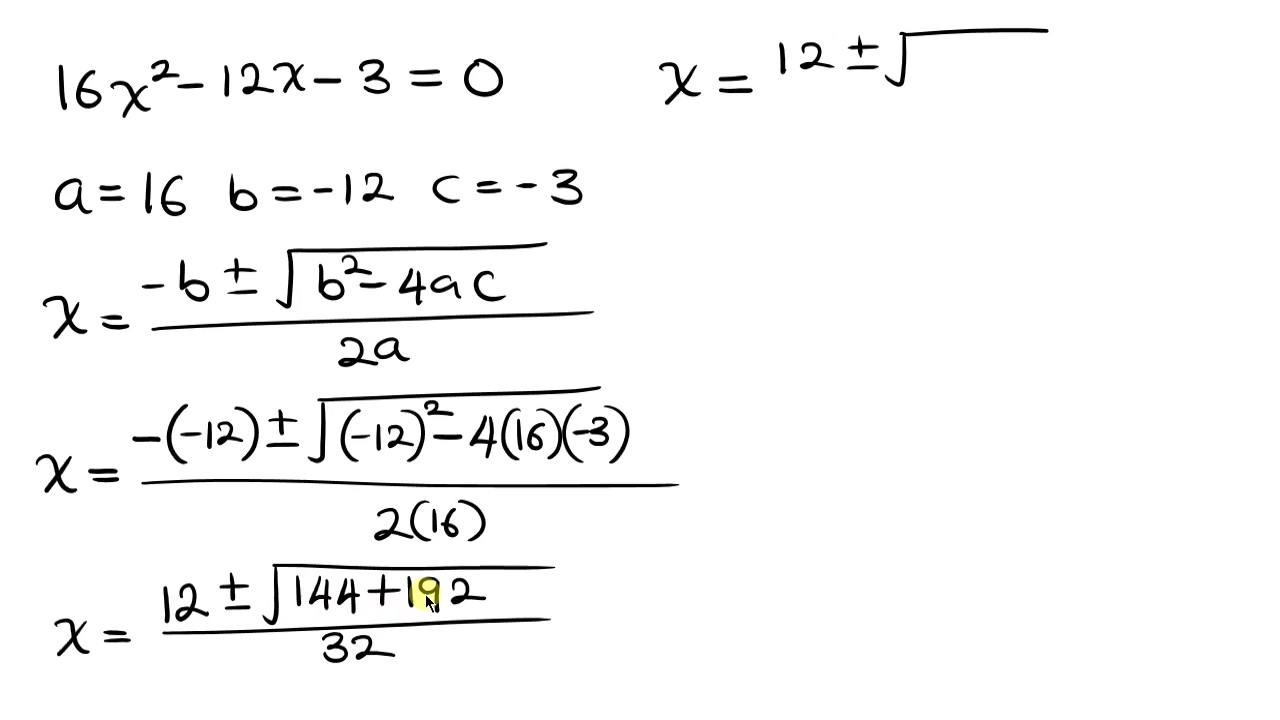 16x² - 12x - 3 = 0
a = 16 b = -12 c = -3
x = (-b ± √(b² - 4ac)) / 2a
x = (-(-12) ± √((-12)² - 4(16)(-3))) / 2(16)
x = (12 ± √(144 + 192)) / 32
x = 12 ± √